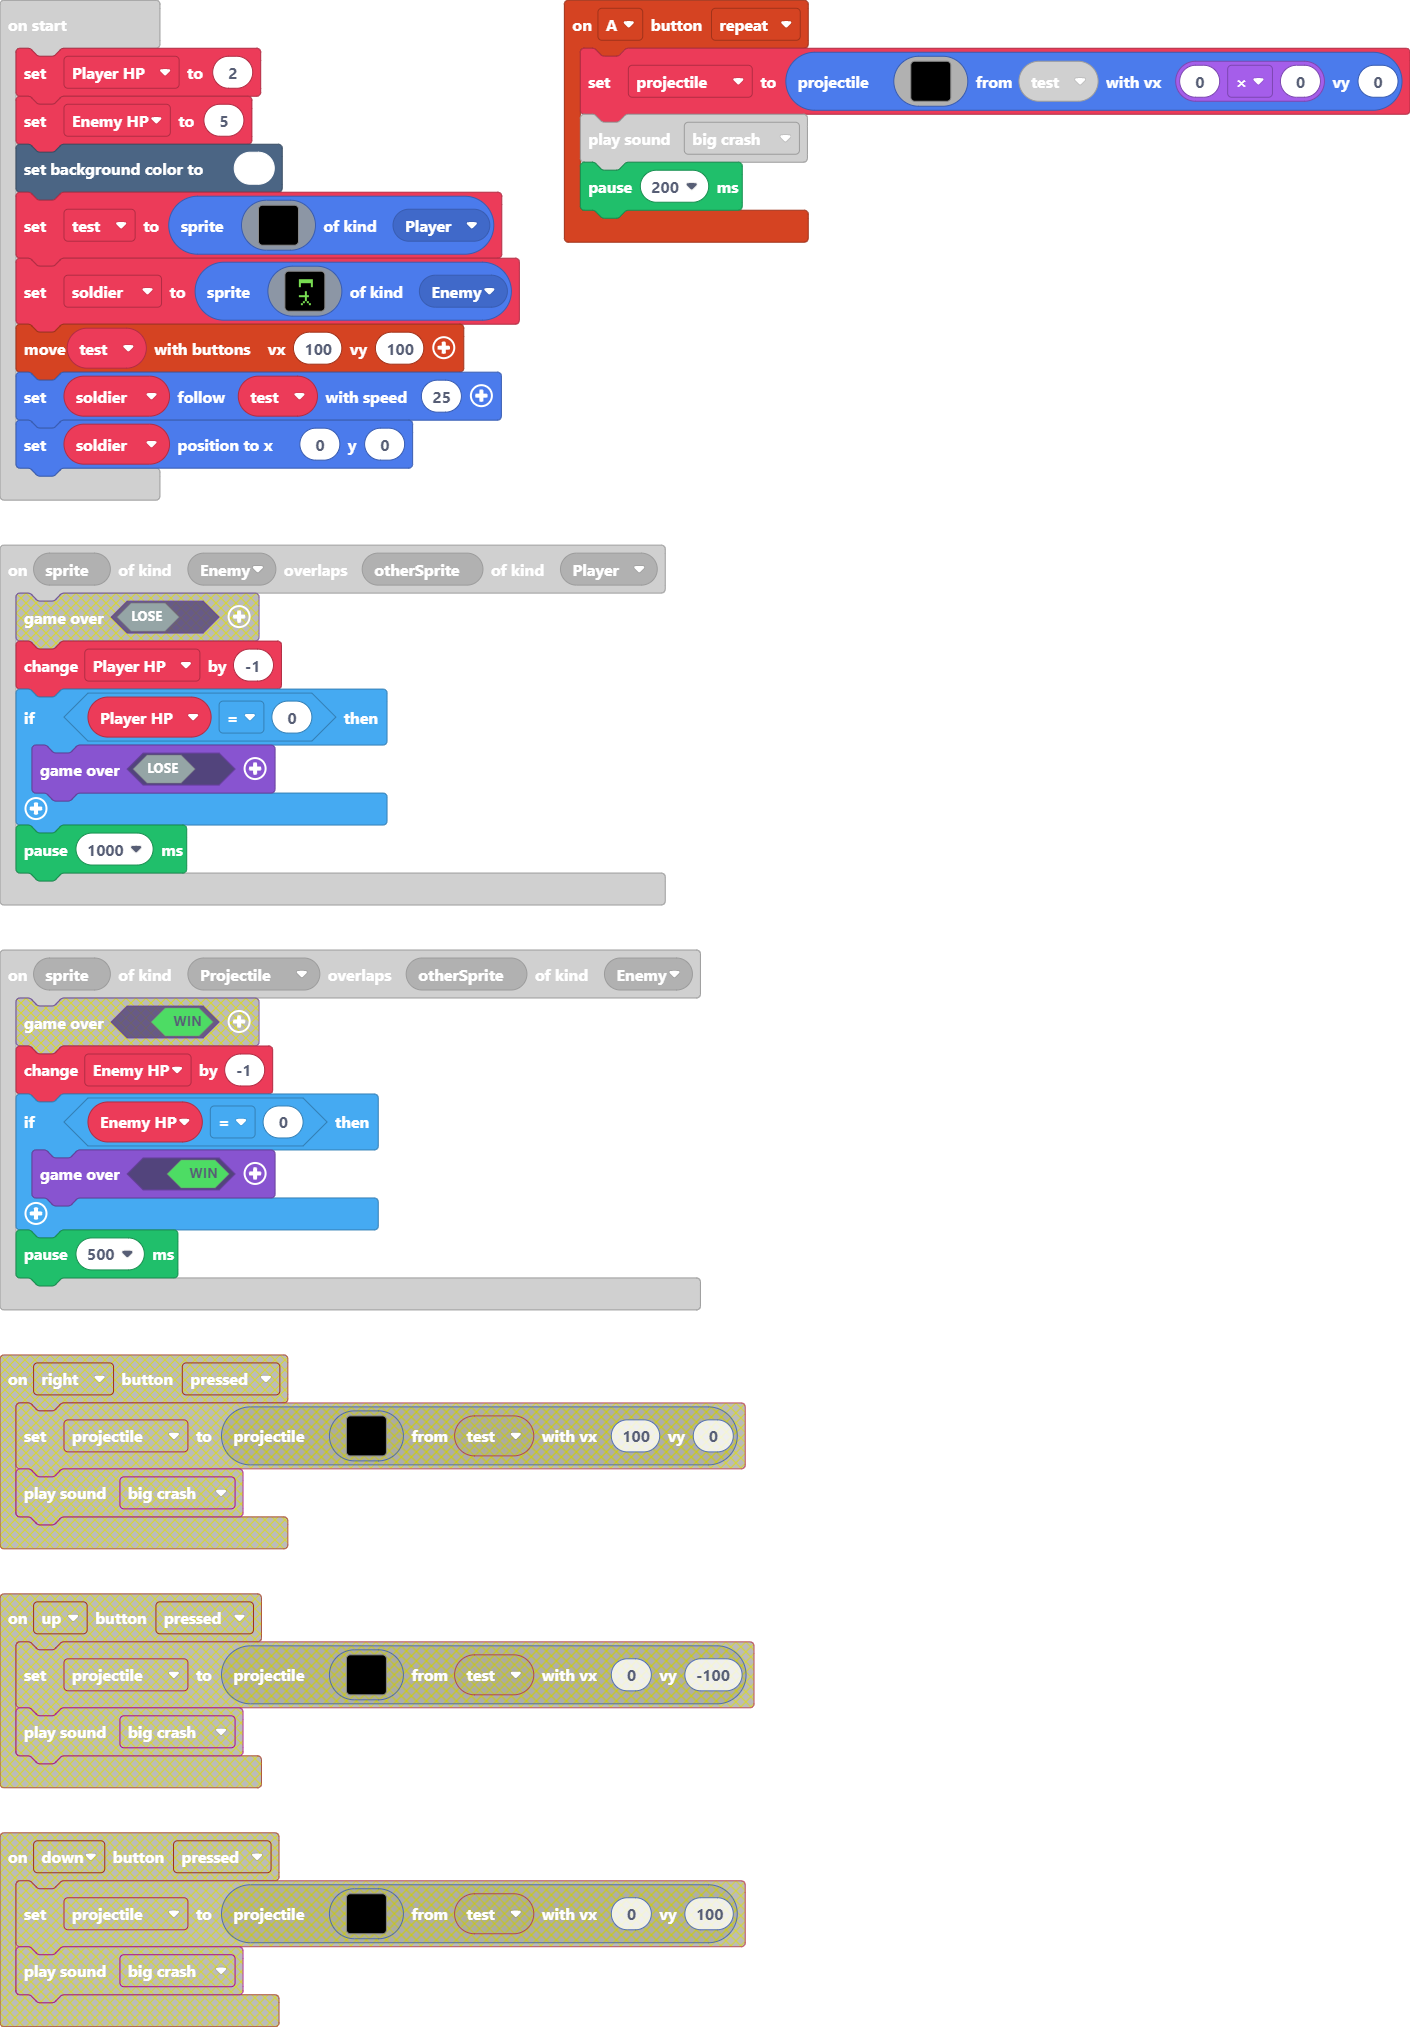 on start
set Player HP to 2
set Enemy HP to 5
set background color to
set test to sprite of kind Player
set soldier to sprite of kind Enemy
move test with buttons vx 100 vy 100
set soldier follow test with speed 25
set soldier position to x 0 y 0
on A button repeat
set projectile to projectile from test with vx 0 × 0 vy 0
play sound big crash
pause 200 ms
on sprite of kind Enemy overlaps otherSprite of kind Player
game over LOSE
change Player HP by -1
if Player HP = 0 then
game over LOSE
pause 1000 ms
on sprite of kind Projectile overlaps otherSprite of kind Enemy
game over WIN
change Enemy HP by -1
if Enemy HP = 0 then
game over WIN
pause 500 ms
on right button pressed
set projectile to projectile from test with vx 100 vy 0
play sound big crash
on up button pressed
set projectile to projectile from test with vx 0 vy -100
play sound big crash
on down button pressed
set projectile to projectile from test with vx 0 vy 100
play sound big crash